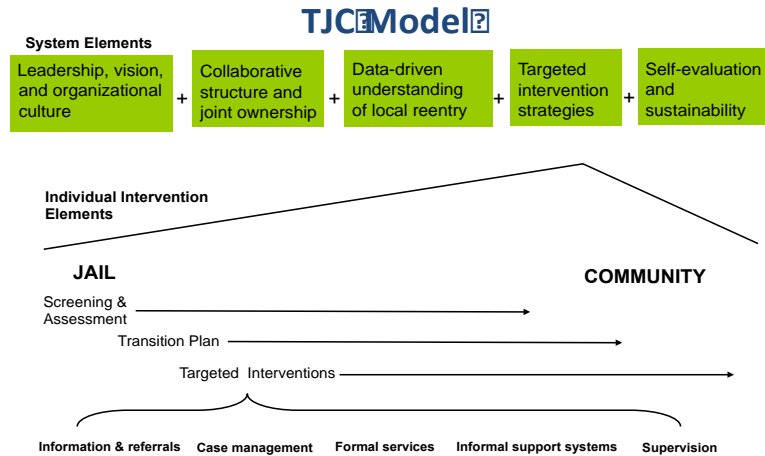 TJC Model
System Elements
Leadership, vision,
and organizational
culture
+
Collaborative
structure and
joint ownership
+
Data-driven
understanding
of local reentry
+
Targeted
intervention
strategies
+
Self-evaluation
and
sustainability
Individual Intervention
Elements
JAIL
COMMUNITY
Screening &
Assessment
Transition Plan
Targeted Interventions
Information & referrals Case management Formal services Informal support systems Supervision